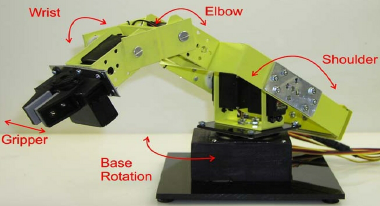 Wrist
Elbow
Shoulder
Gripper
Base
Rotation